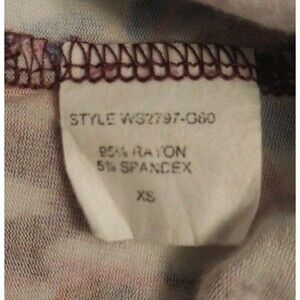 STYLE WS2797-G60
95% RAYON
5% SPANDEX
XS